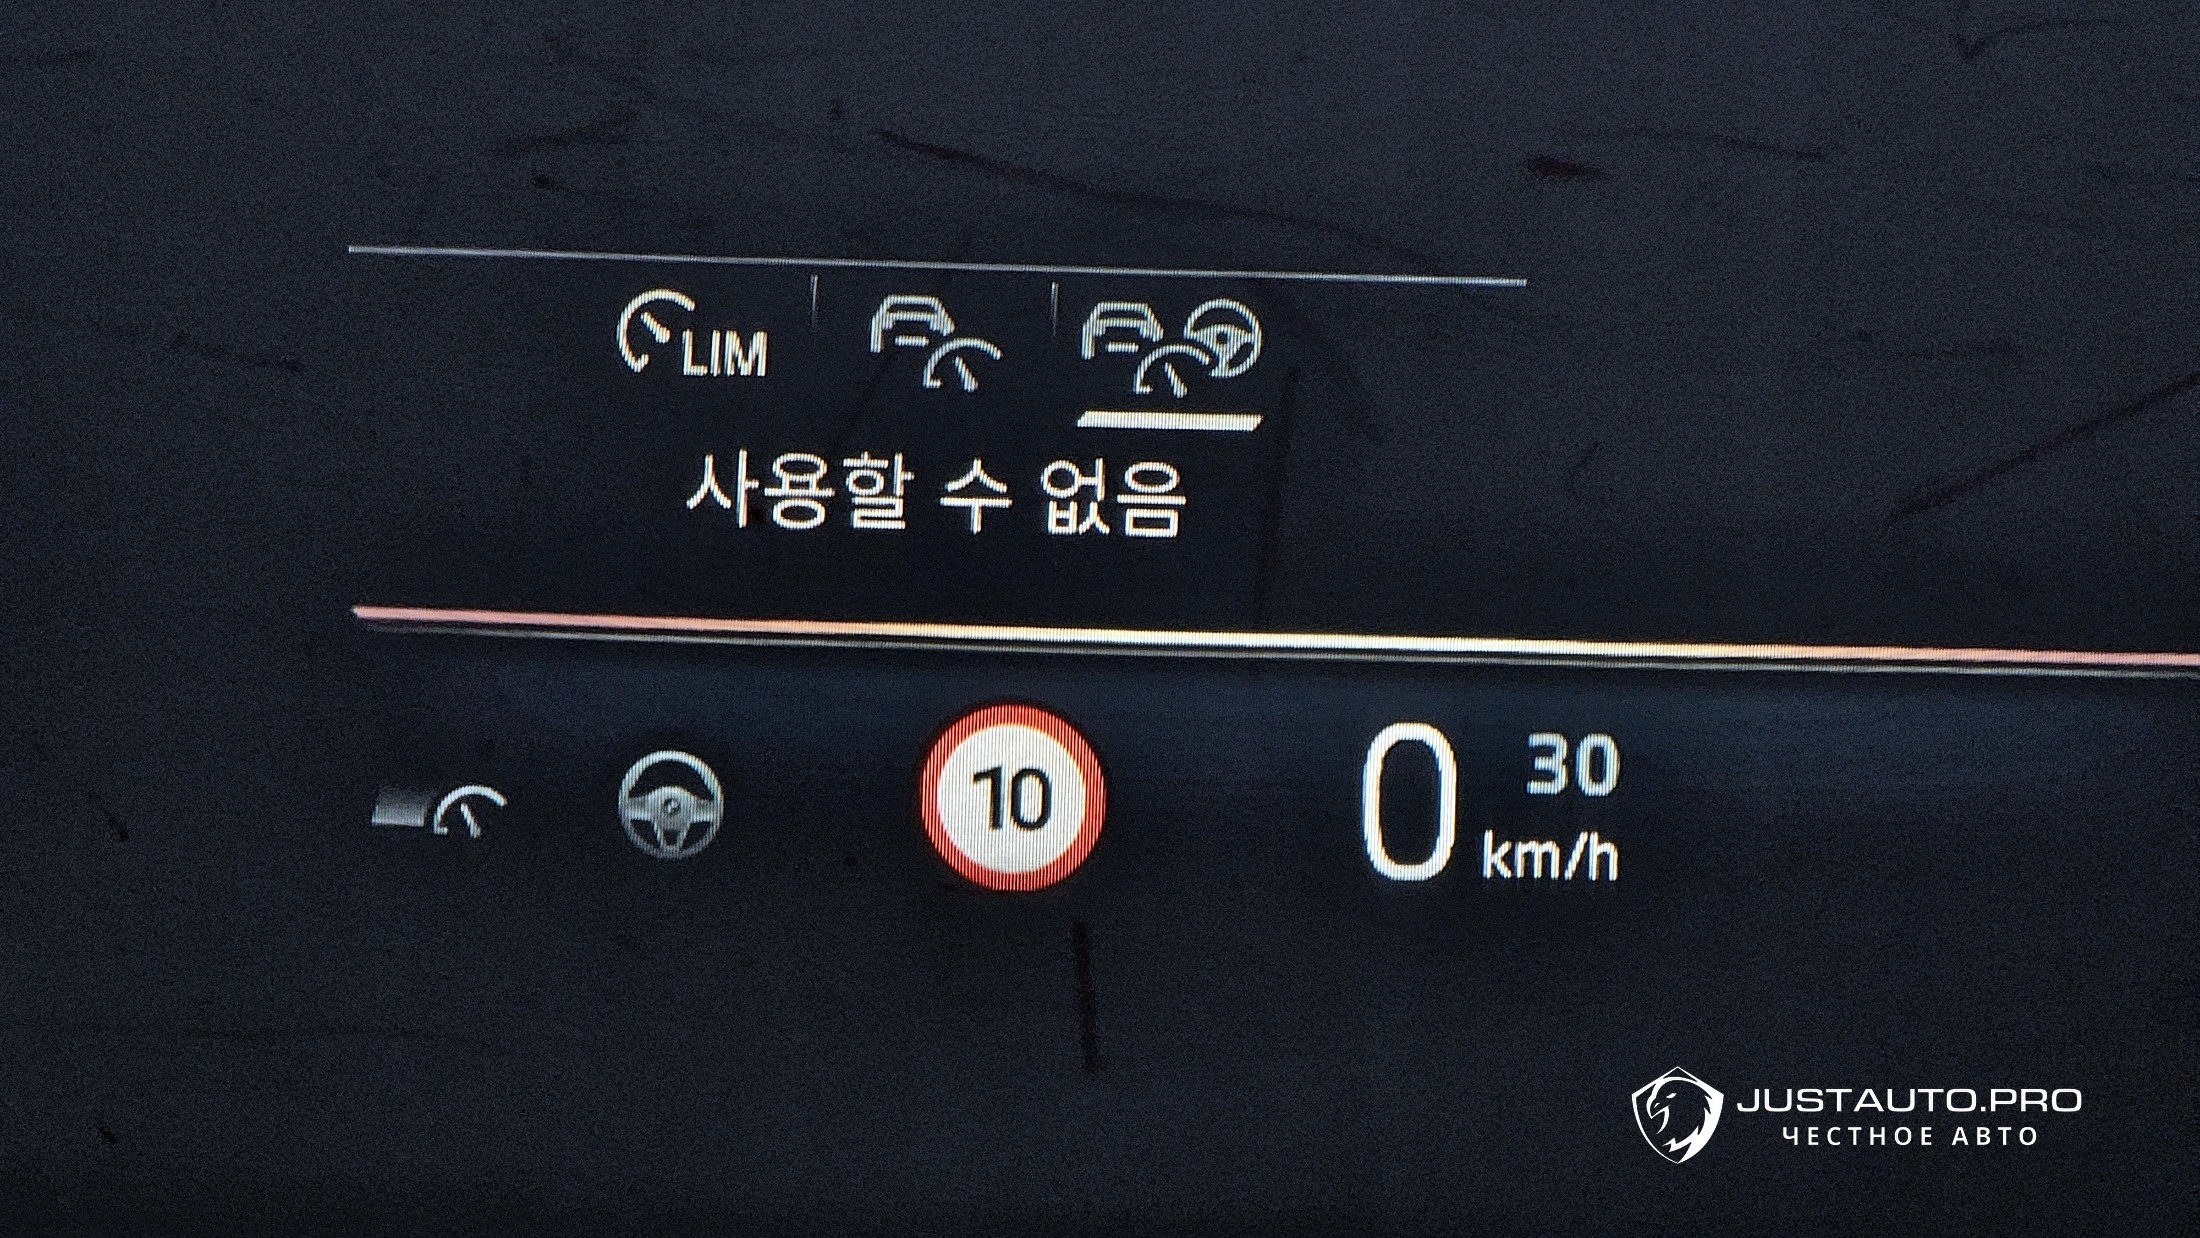 LIM
사용할 수 없음
10
0 30
km/h
JUSTAUTO.PRO
ЧЕСТНОЕ АВТО